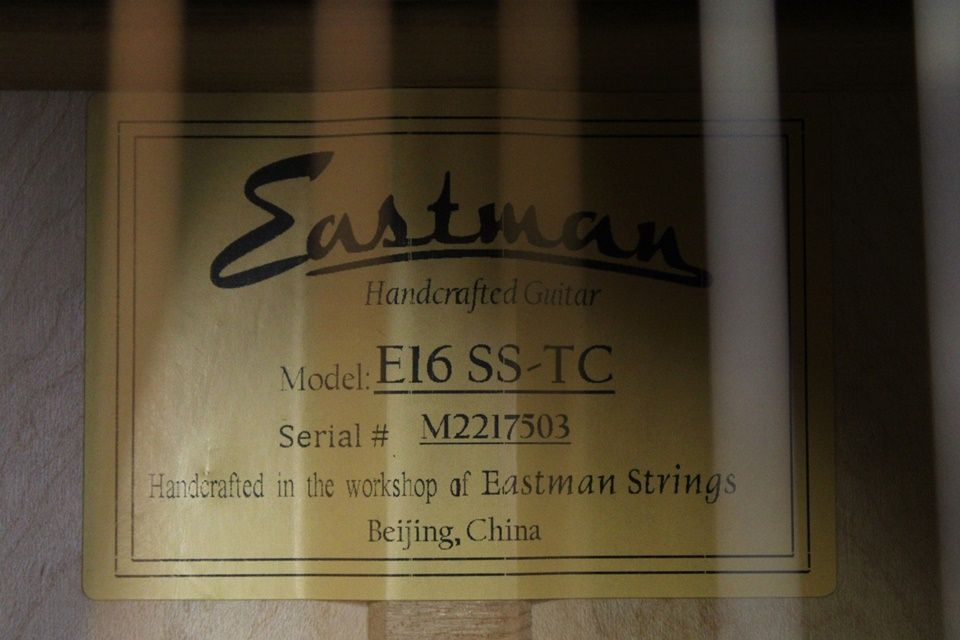 Eastman
Handcrafted Guitar
Model: E16 SS-TC
Serial # M2217503
Handcrafted in the workshop of Eastman Strings
Beijing, China